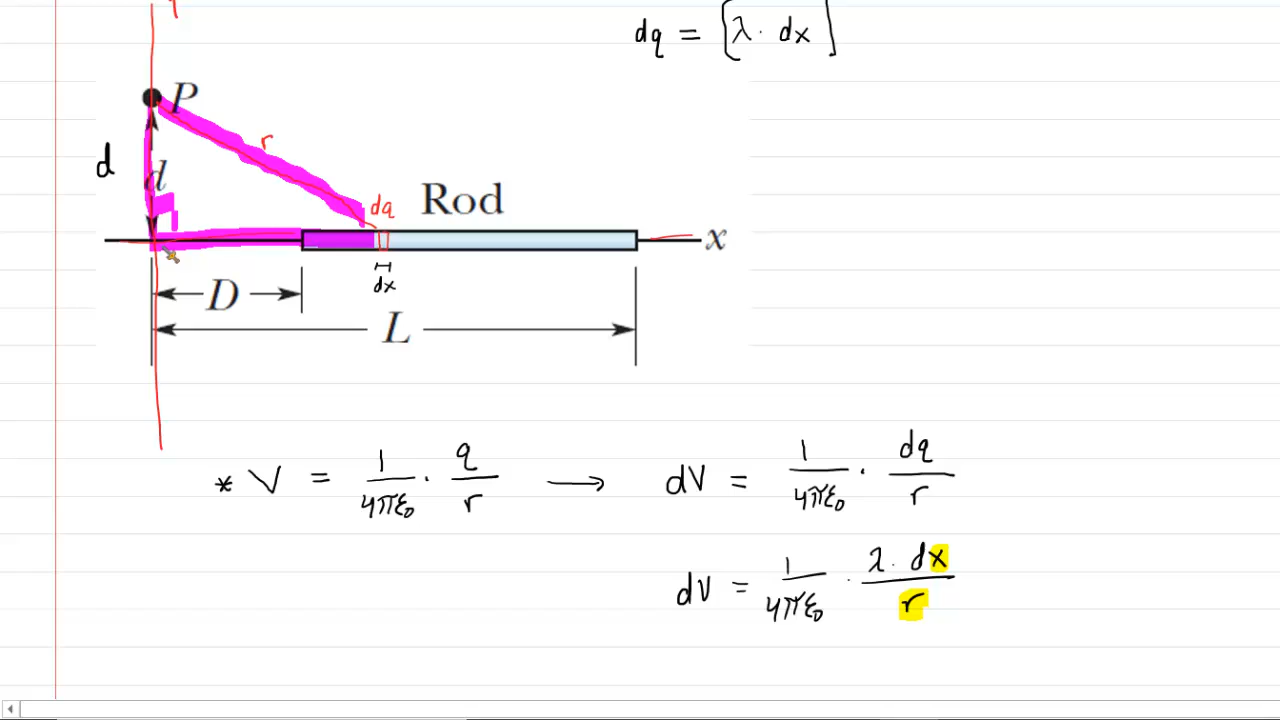 dq = [λ · dx]
P
r
d
d
dq
Rod
x
dx
D
L
* V = 1/4πε₀ · q/r → dV = 1/4πε₀ · dq/r
dV = 1/4πε₀ · λ · dx/r